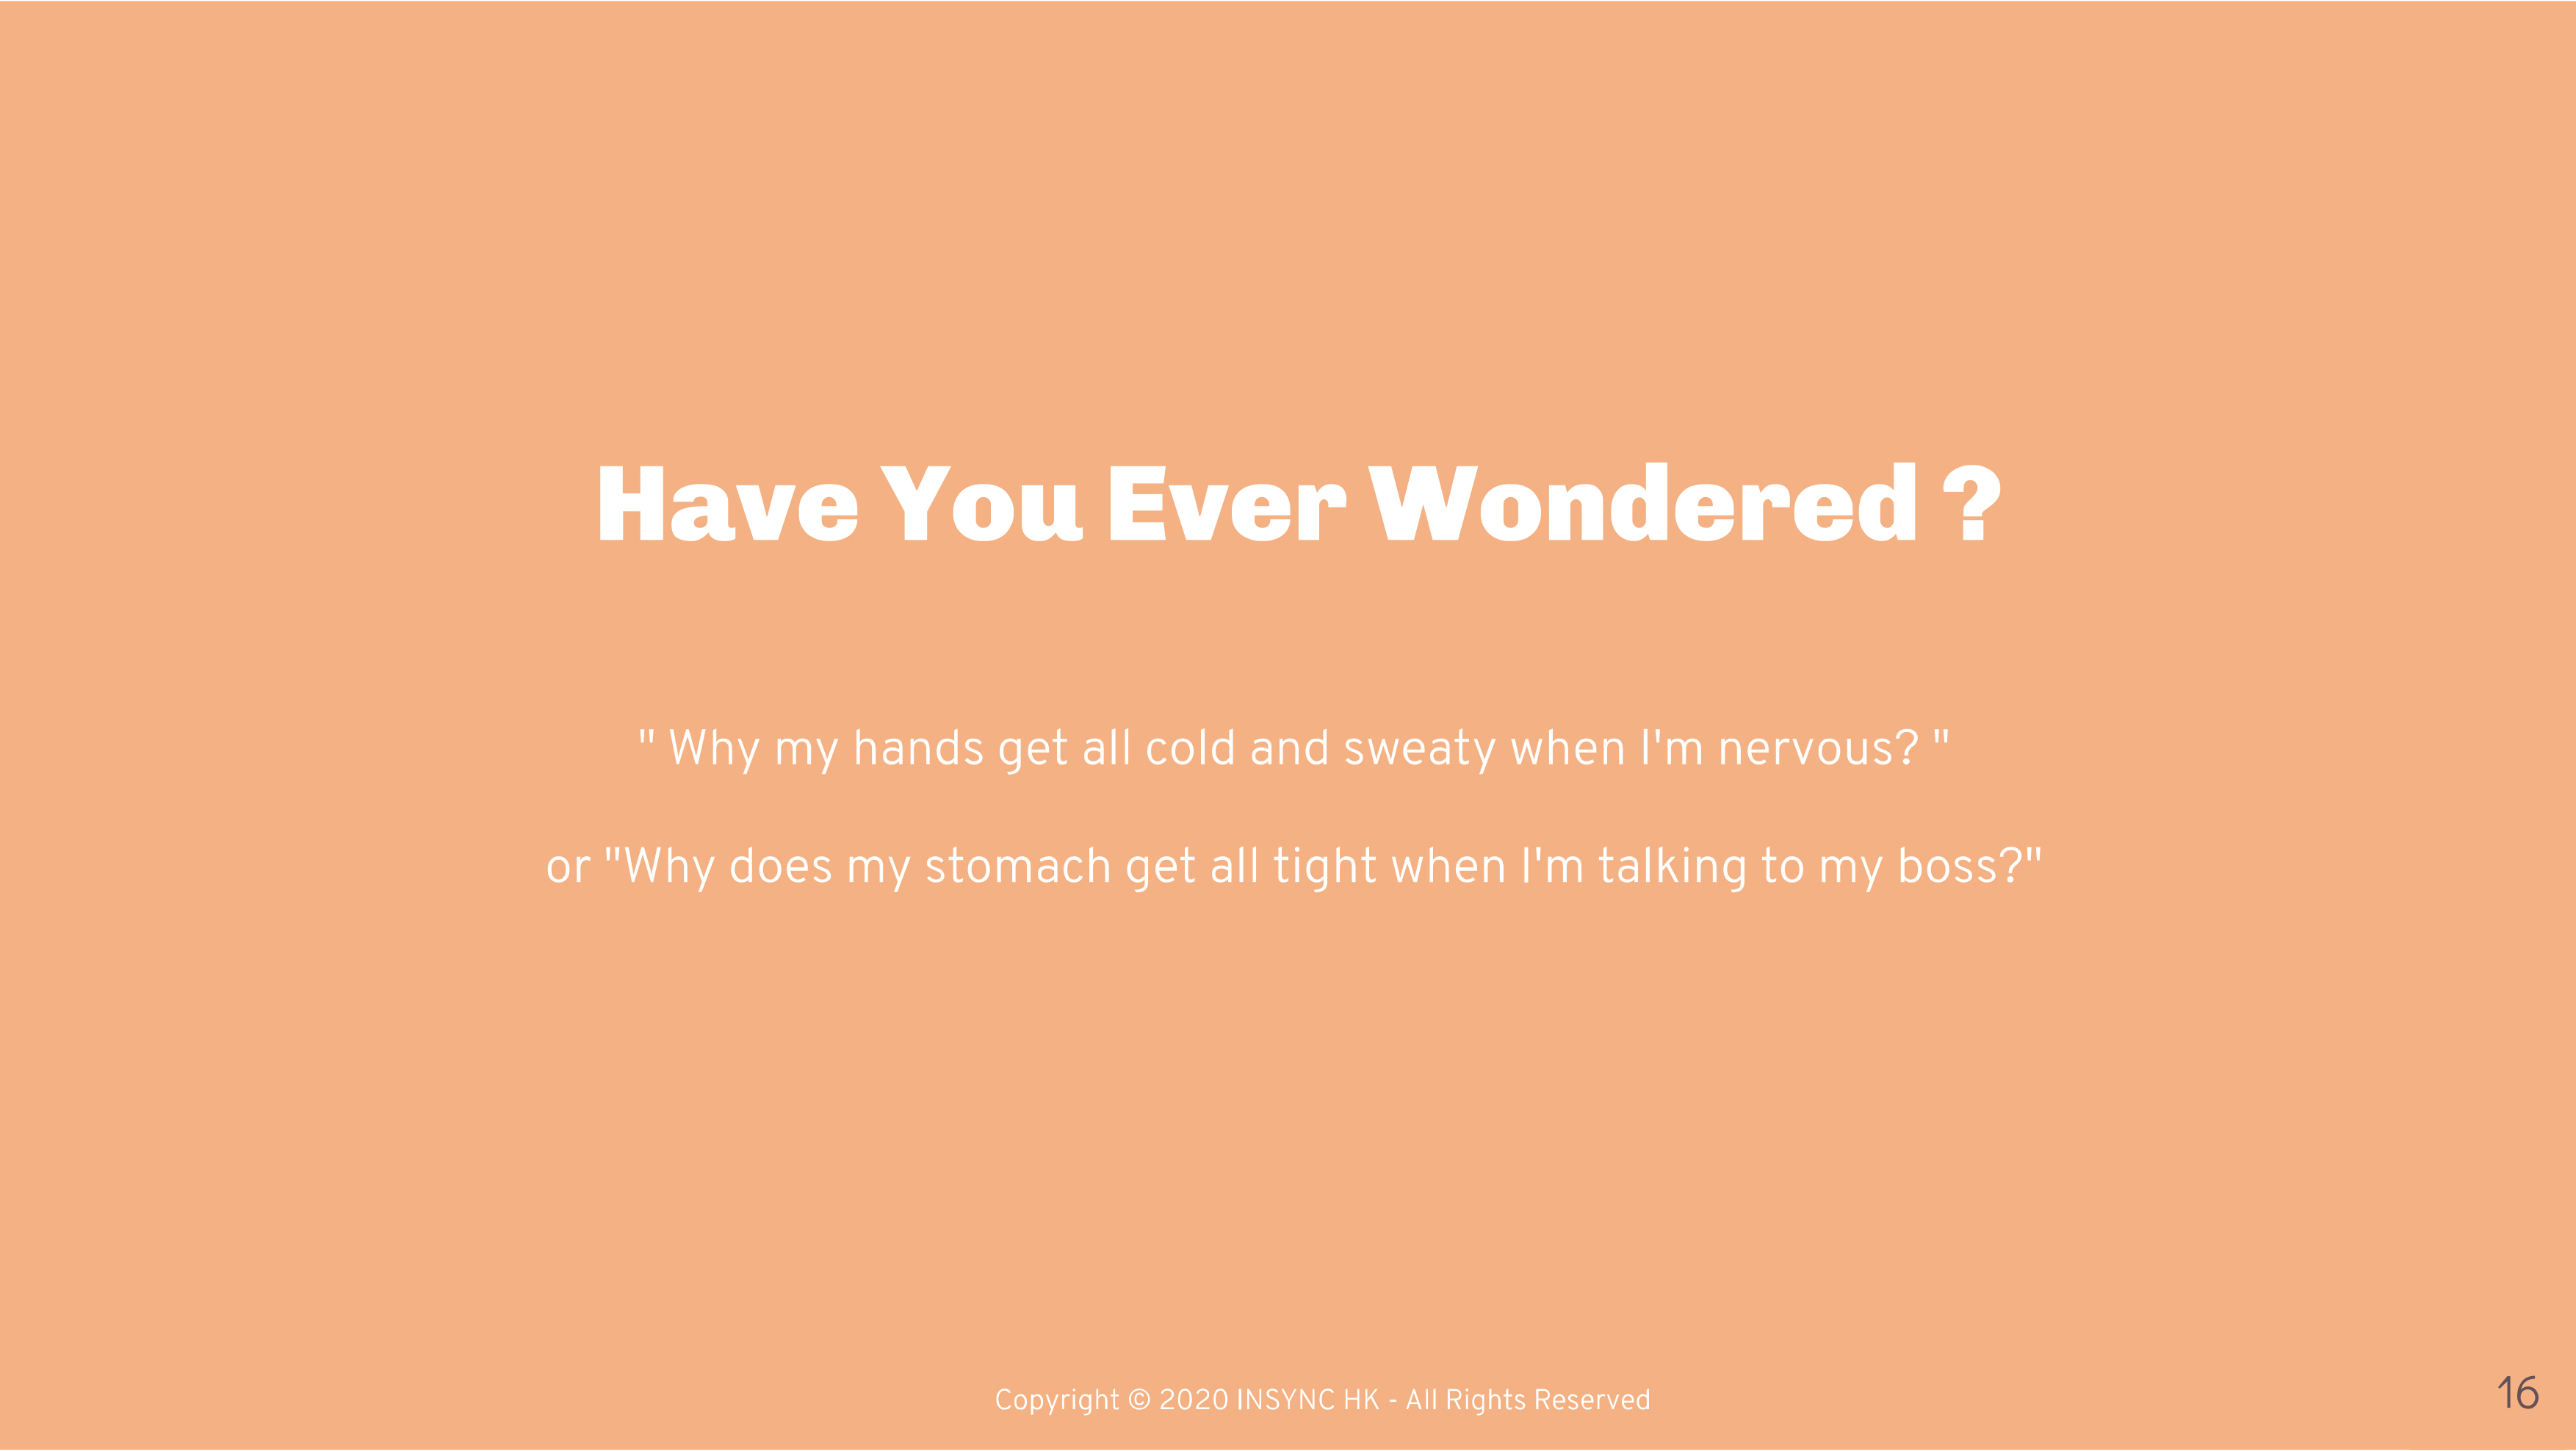 Have You Ever Wondered ?
" Why my hands get all cold and sweaty when I'm nervous? "
or "Why does my stomach get all tight when I'm talking to my boss?"
Copyright © 2020 INSYNC HK - All Rights Reserved
16